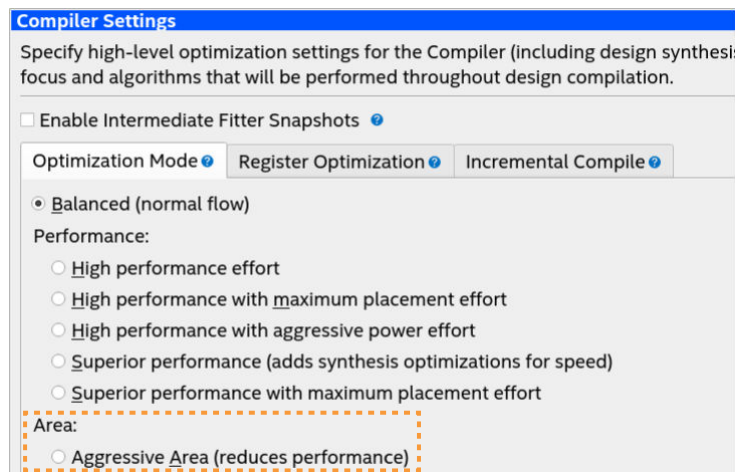 Compiler Settings
Specify high-level optimization settings for the Compiler (including design synthesis
focus and algorithms that will be performed throughout design compilation.
Enable Intermediate Fitter Snapshots ?
Optimization Mode ? Register Optimization ? Incremental Compile ?
Balanced (normal flow)
Performance:
High performance effort
High performance with maximum placement effort
High performance with aggressive power effort
Superior performance (adds synthesis optimizations for speed)
Superior performance with maximum placement effort
Area:
Aggressive Area (reduces performance)